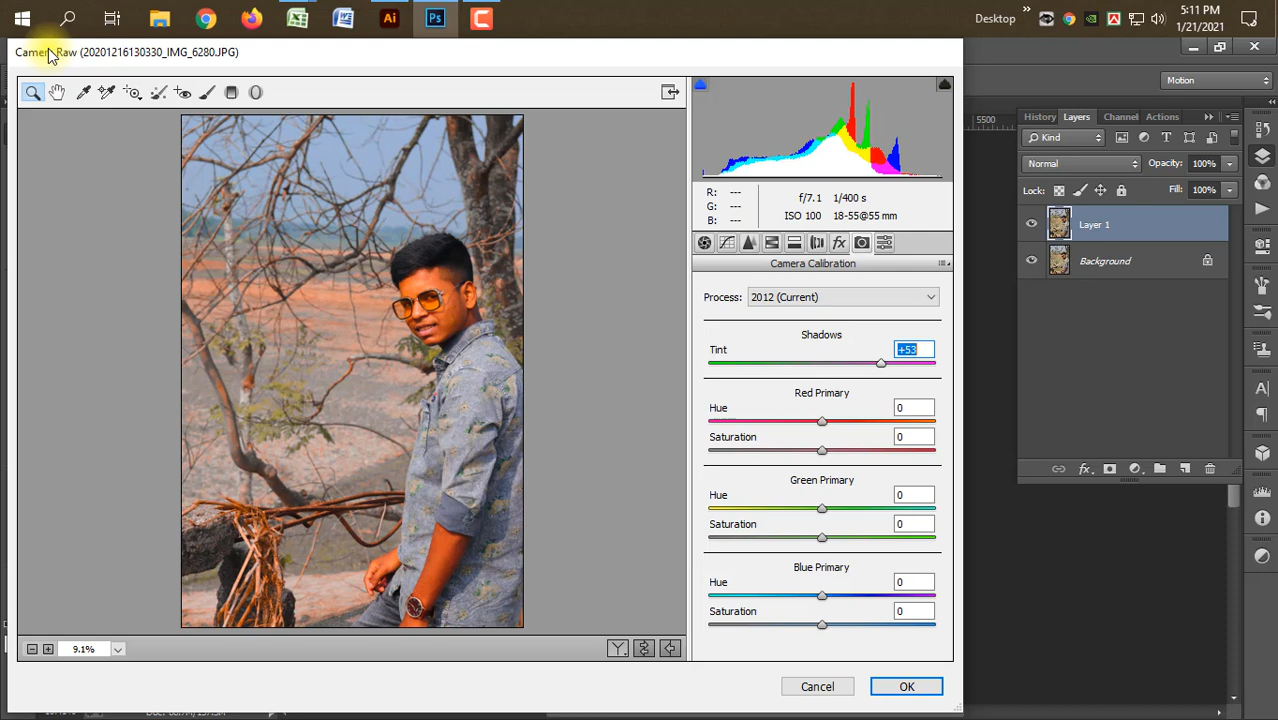 Ai
Ps
Desktop
5:11 PM
1/21/2021
Camera Raw (20201216130330_IMG_6280.JPG)
Motion
5500
History
Layers
Channel
Actions
Kind
Normal
Opacity:
100%
Lock:
Fill:
100%
Layer 1
Background
R: ---
G: ---
B: ---
f/7.1
1/400 s
ISO 100
18-55@55 mm
Camera Calibration
Process:
2012 (Current)
Shadows
Tint
+53
Red Primary
Hue
0
Saturation
0
Green Primary
Hue
0
Saturation
0
Blue Primary
Hue
0
Saturation
0
9.1%
Cancel
OK